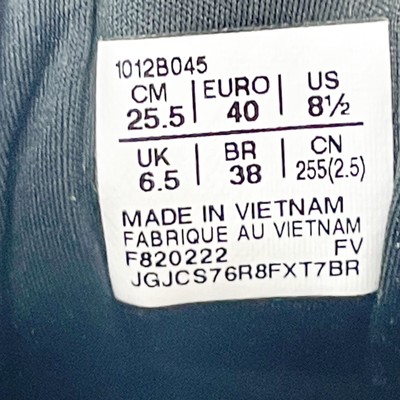 1012B045
CM | EURO | US
25.5 | 40 | 8½
UK | BR | CN
6.5 | 38 | 255(2.5)
MADE IN VIETNAM
FABRIQUE AU VIETNAM
F820222 FV
JGJCS76R8FXT7BR